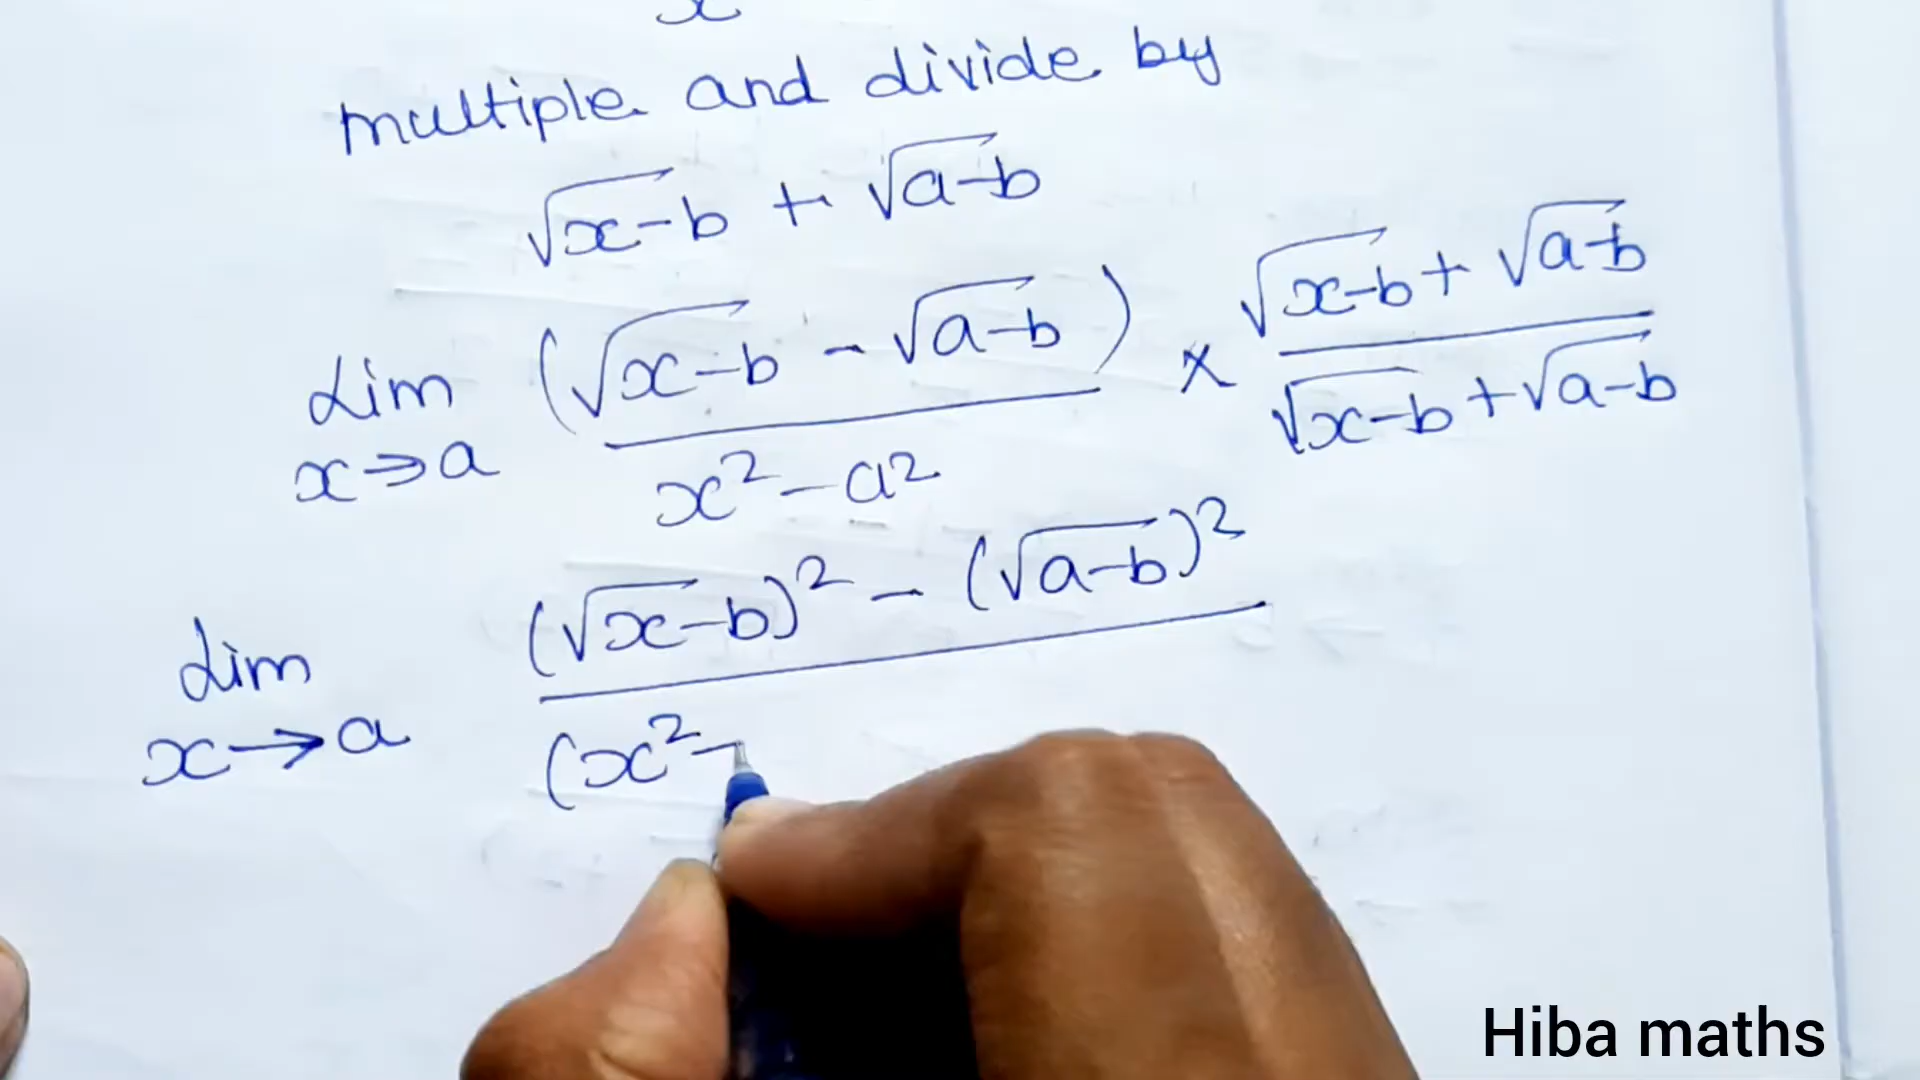 x
multiple and divide by
√x-b + √a-b
Lim x→a (√x-b - √a-b) / x² - a² × √x-b + √a-b / √x-b + √a-b
Lim x→a (√x-b)² - (√a-b)² / (x² -
Hiba maths